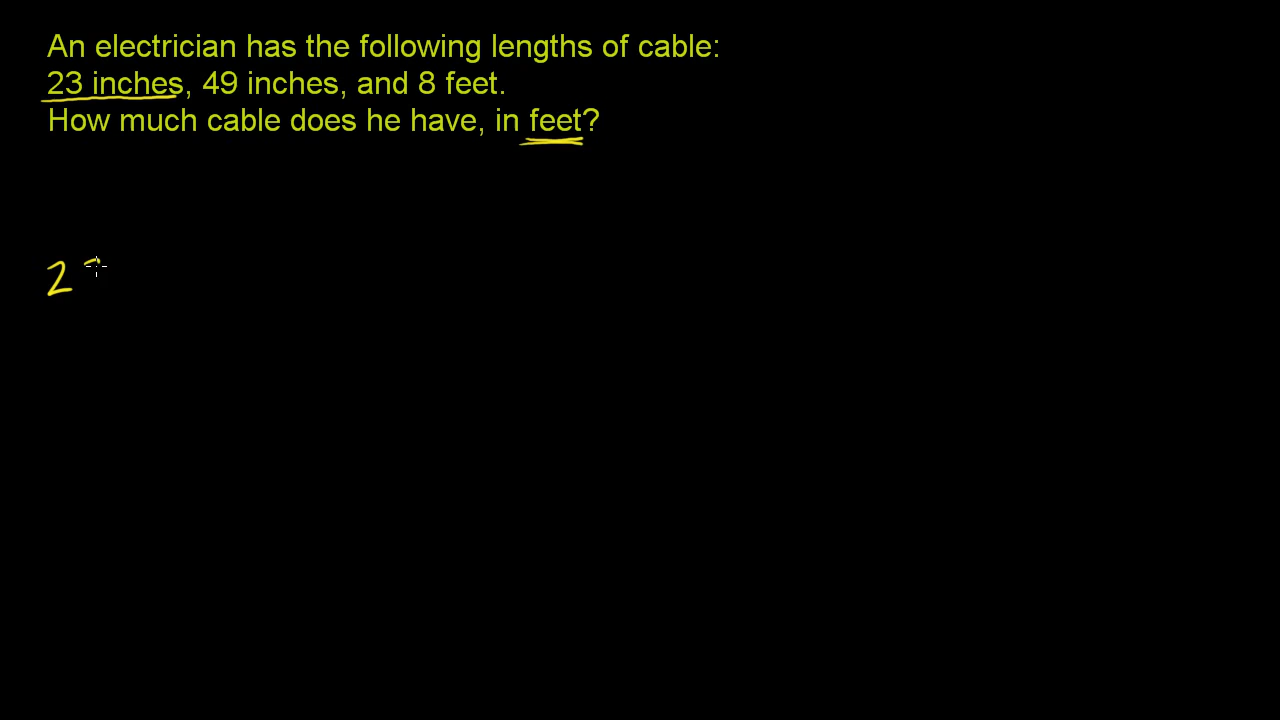 An electrician has the following lengths of cable:
23 inches, 49 inches, and 8 feet.
How much cable does he have, in feet?
2